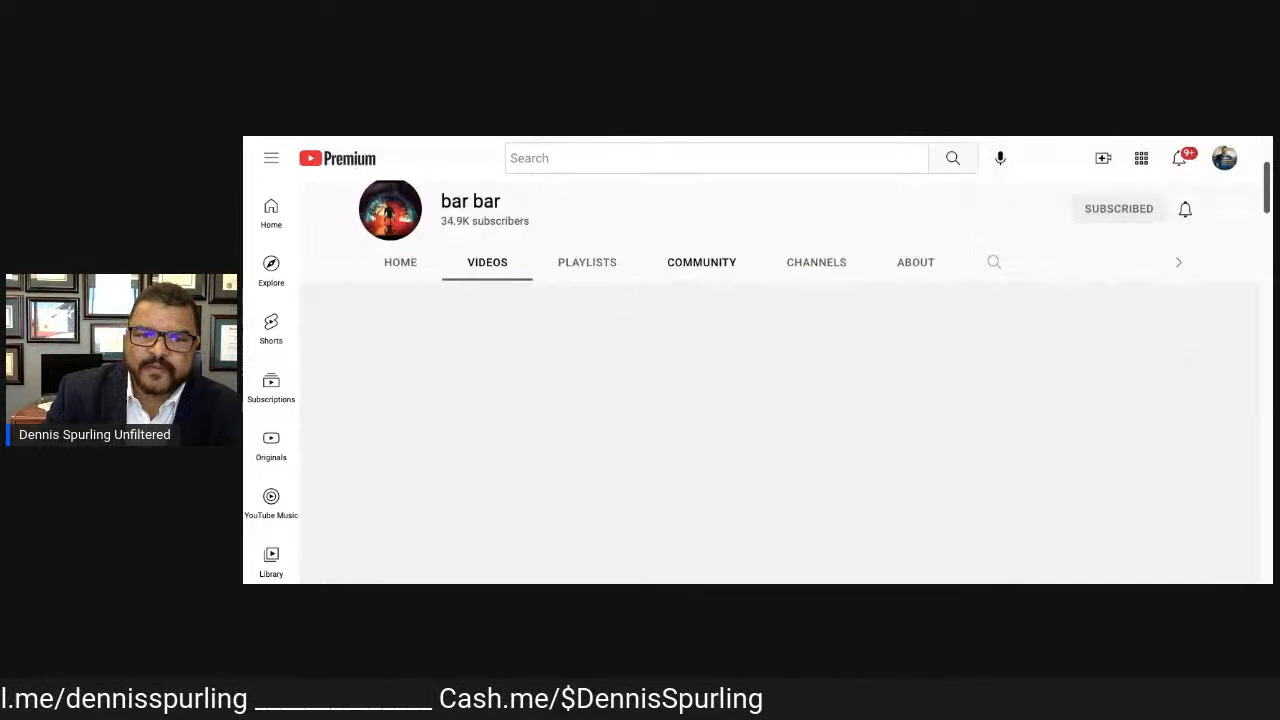 Premium
Search
9+
Home
bar bar
34.9K subscribers
SUBSCRIBED
HOME VIDEOS PLAYLISTS COMMUNITY CHANNELS ABOUT
Explore
Shorts
Subscriptions
Originals
YouTube Music
Library
Dennis Spurling Unfiltered
l.me/dennisspurling ______________ Cash.me/$DennisSpurling